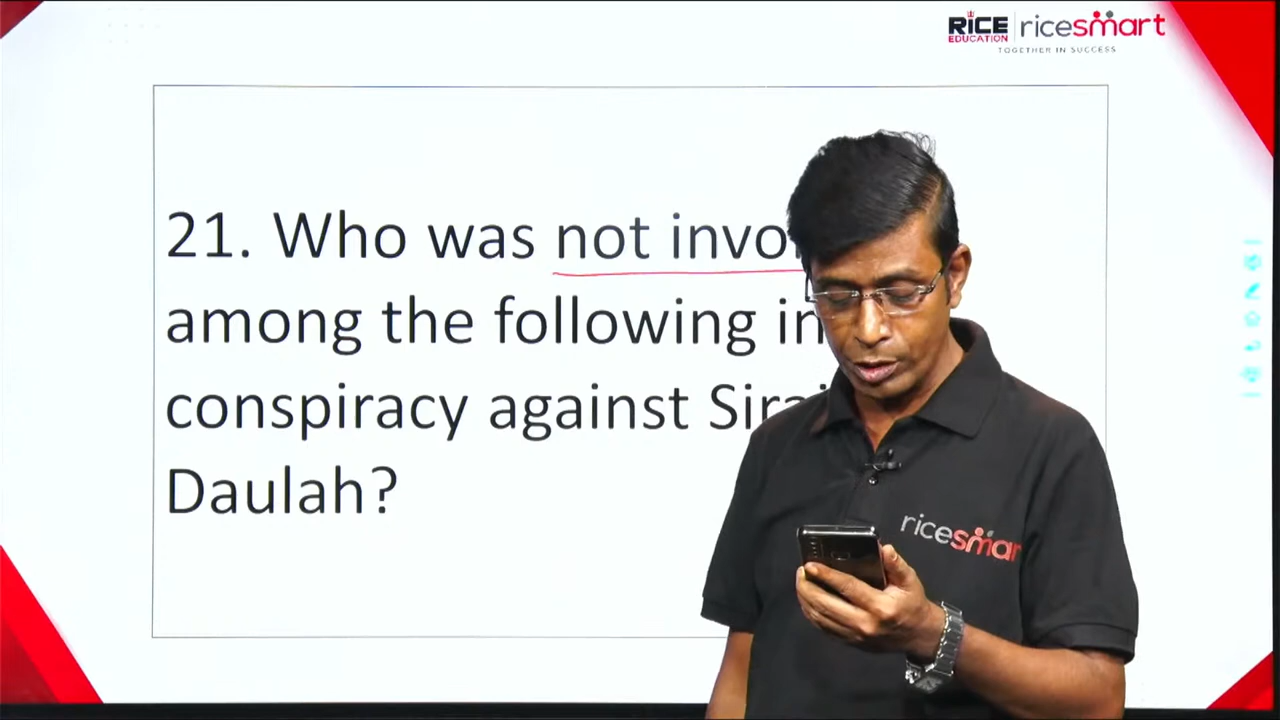 RICE
EDUCATION
ricesmart
TOGETHER IN SUCCESS
21. Who was not invo
among the following in
conspiracy against Siraj
Daulah?
ricesmar